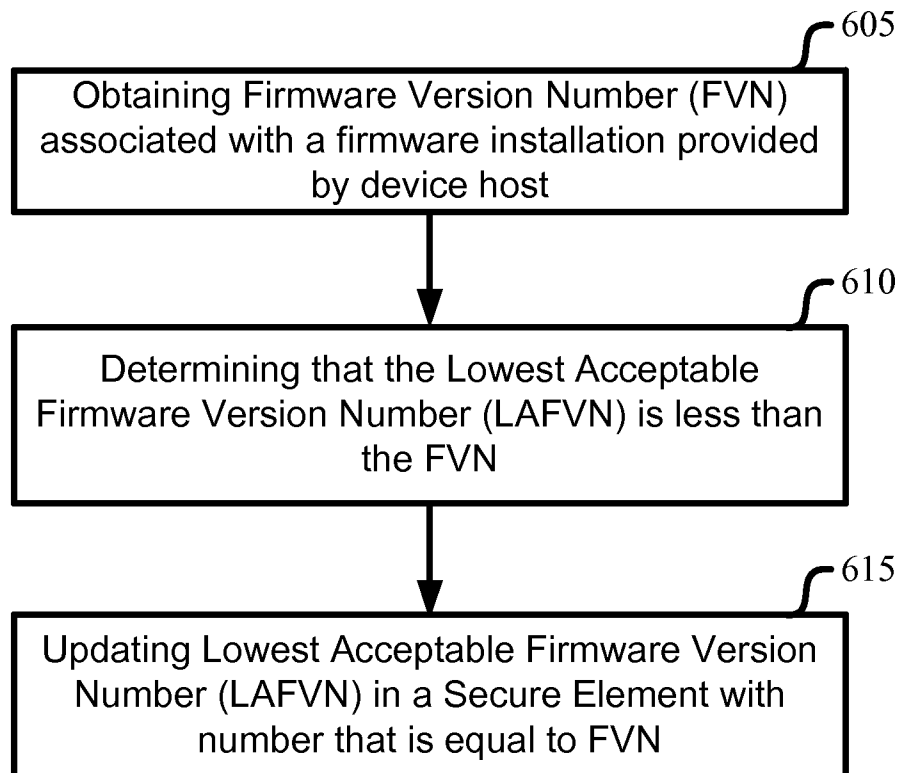 605
Obtaining Firmware Version Number (FVN)
associated with a firmware installation provided
by device host
610
Determining that the Lowest Acceptable
Firmware Version Number (LAFVN) is less than
the FVN
615
Updating Lowest Acceptable Firmware Version
Number (LAFVN) in a Secure Element with
number that is equal to FVN